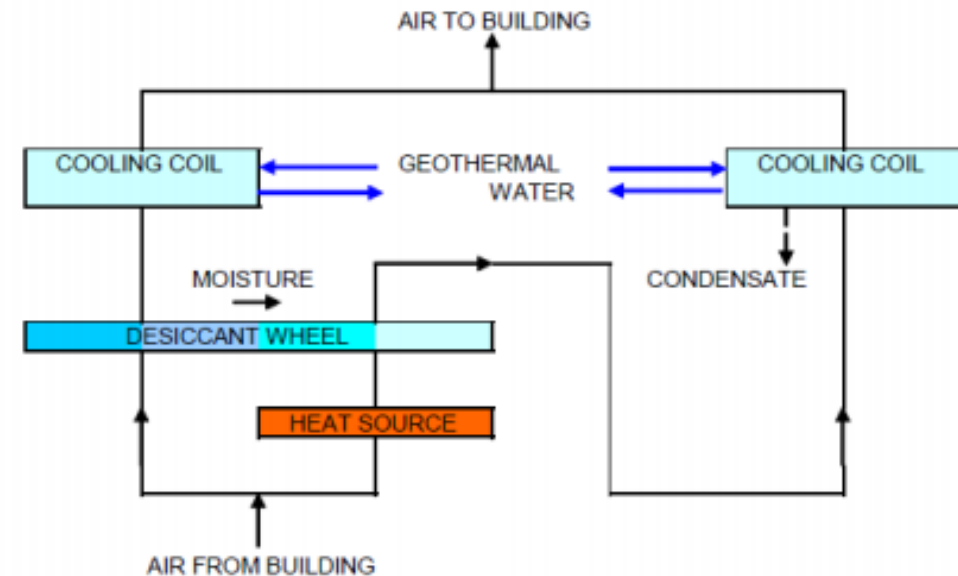 AIR TO BUILDING
COOLING COIL
GEOTHERMAL
WATER
COOLING COIL
MOISTURE
CONDENSATE
DESICCANT WHEEL
HEAT SOURCE
AIR FROM BUILDING